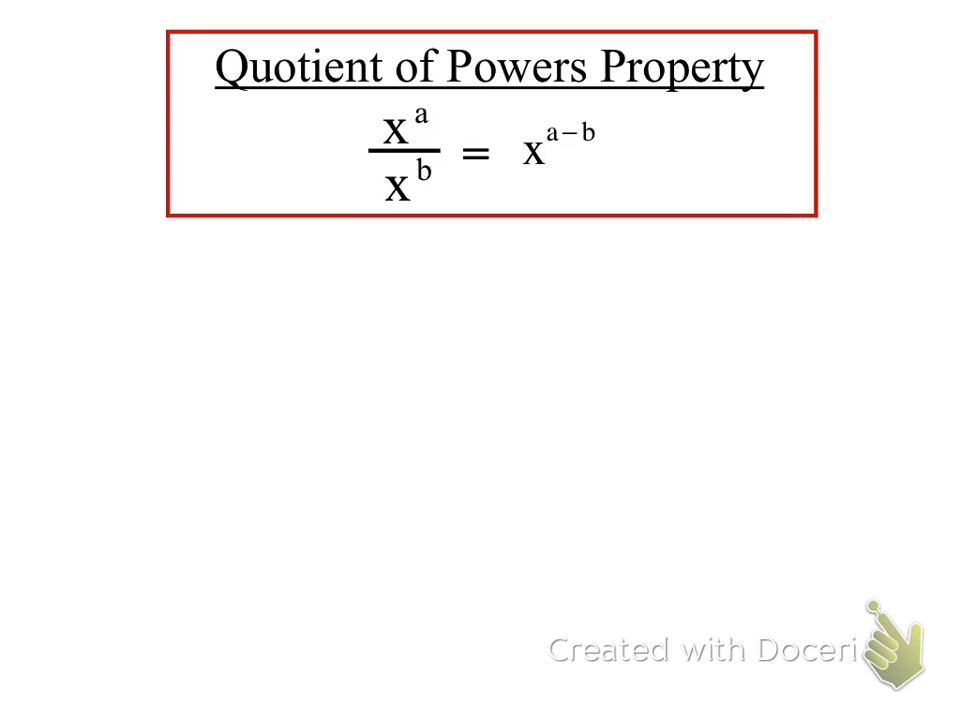 Quotient of Powers Property
x^a / x^b = x^{a-b}
Created with Doceri